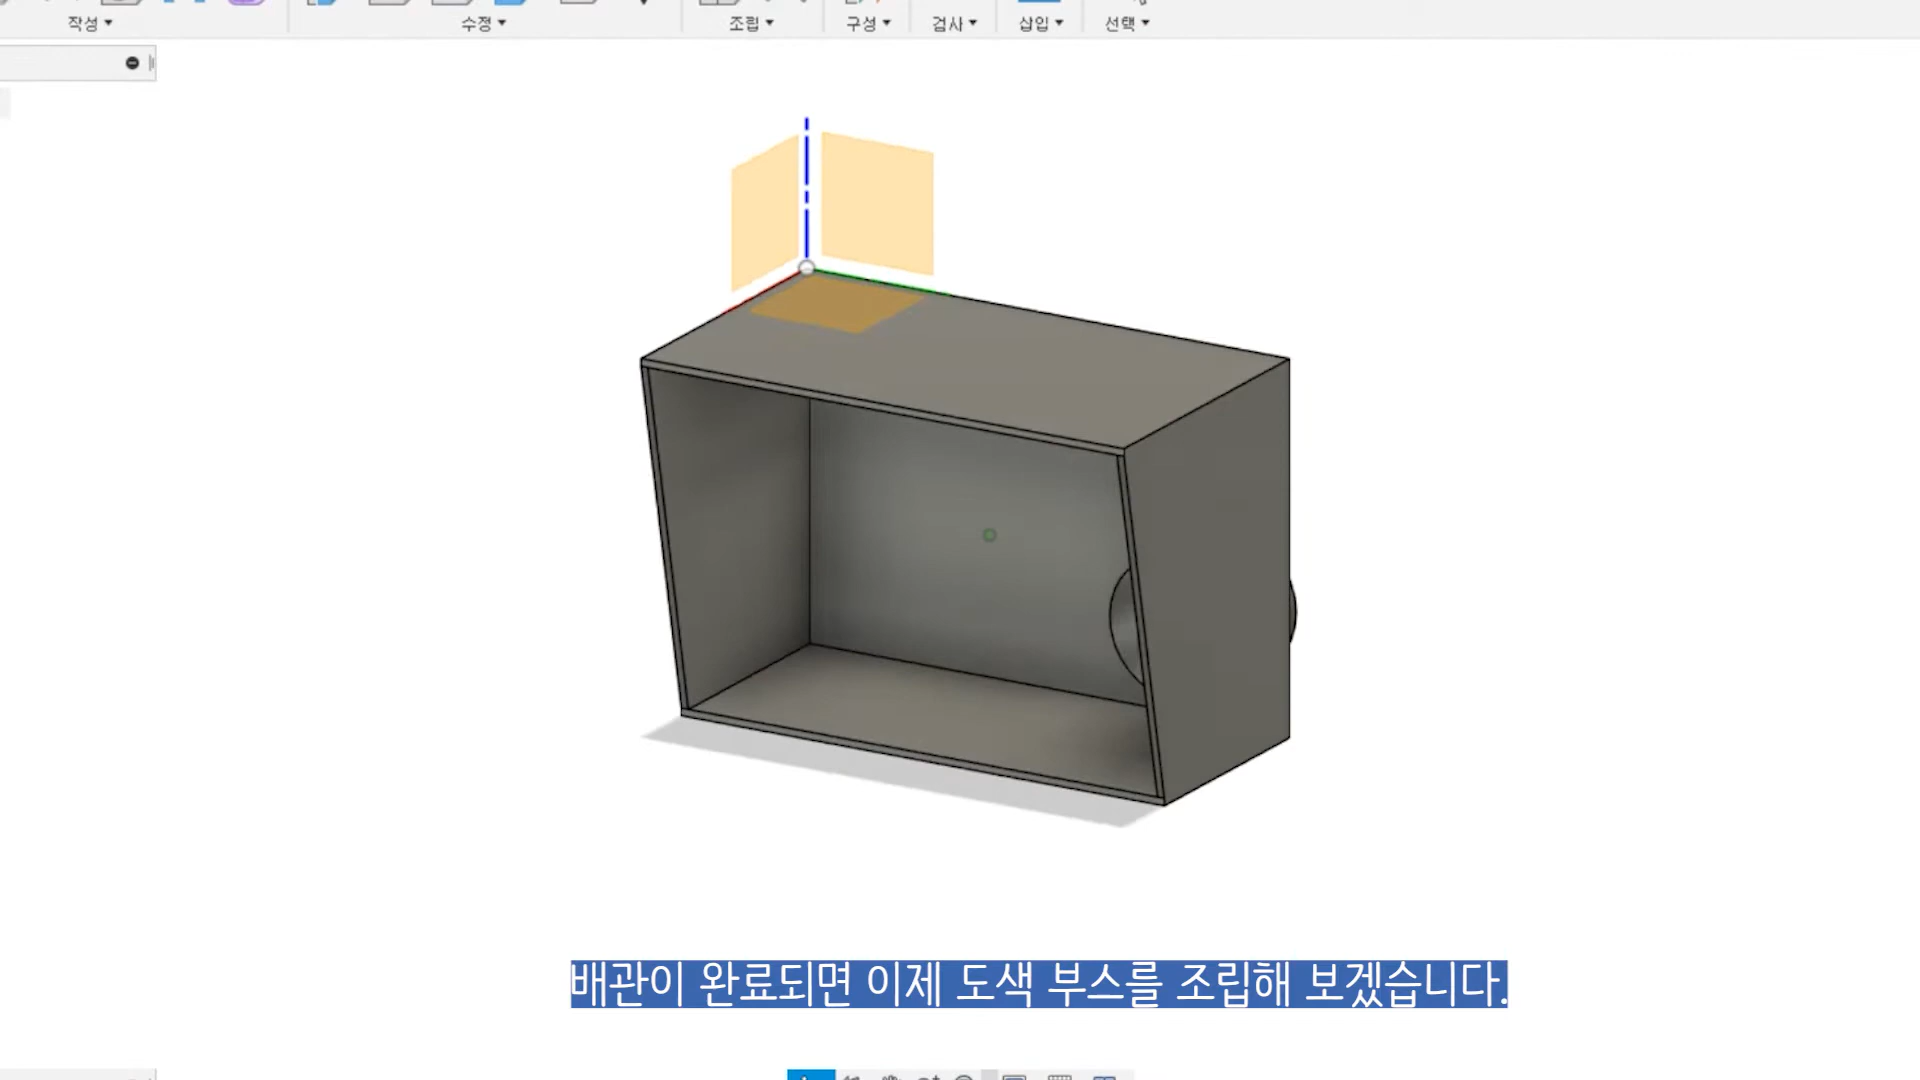 작성 ▾
수정 ▾
조립 ▾
구성 ▾
검사 ▾
삽입 ▾
선택 ▾
배관이 완료되면 이제 도색 부스를 조립해 보겠습니다.